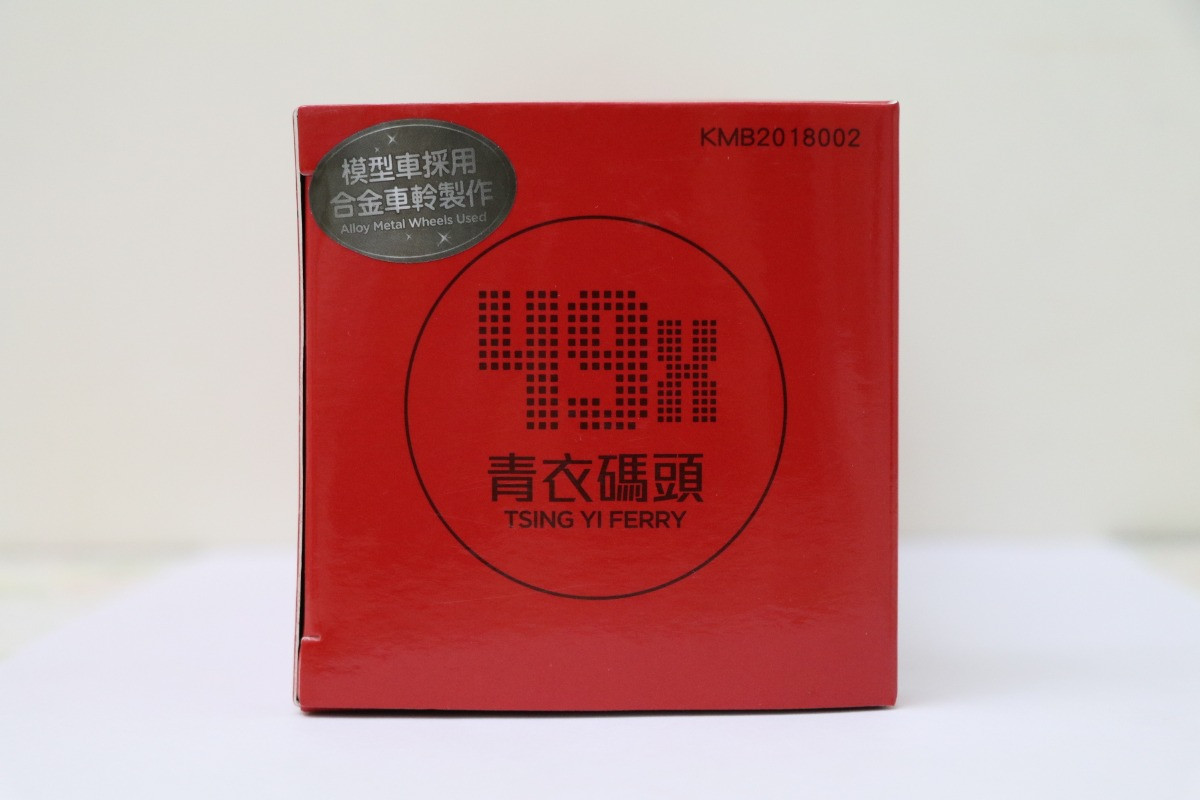 KMB2018002
模型車採用
合金車軨製作
Alloy Metal Wheels Used
49X
青衣碼頭
TSING YI FERRY